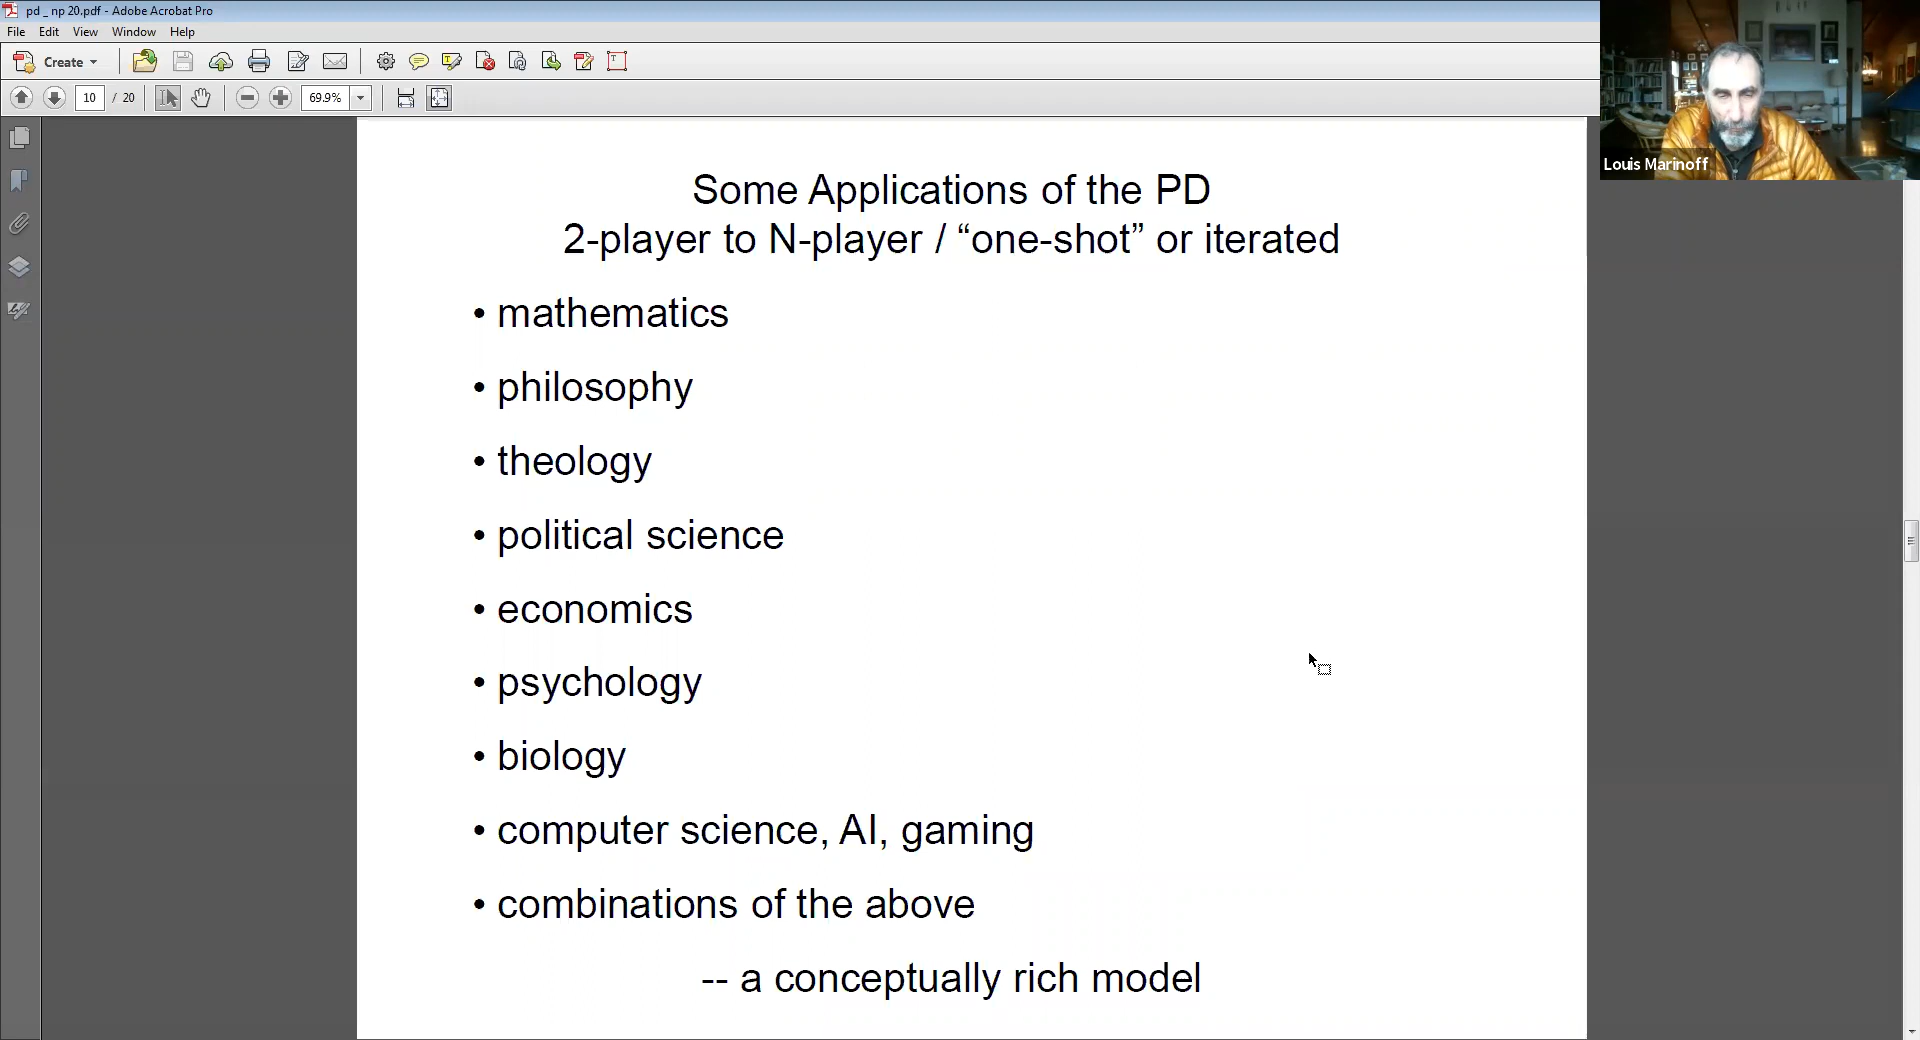 pd _ np 20.pdf - Adobe Acrobat Pro
File Edit View Window Help
Create
10 / 20 69.9%
Louis Marinoff
Some Applications of the PD
2-player to N-player / “one-shot” or iterated
• mathematics
• philosophy
• theology
• political science
• economics
• psychology
• biology
• computer science, AI, gaming
• combinations of the above
-- a conceptually rich model